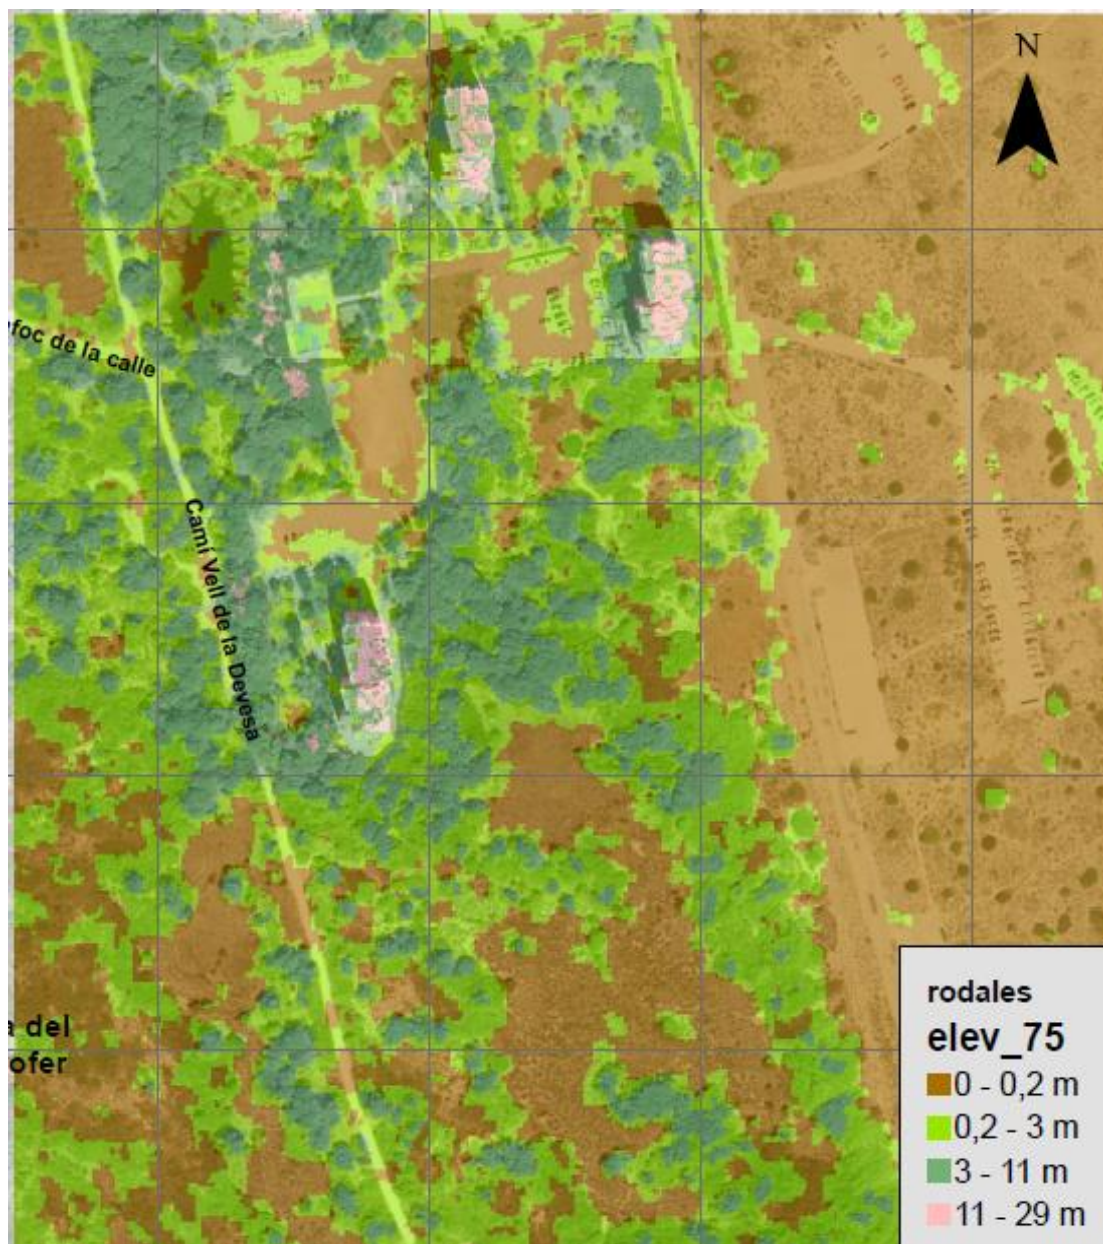 N
foc de la calle
Camí Vell de la Devesa
del
ofer
rodales
elev_75
0 - 0,2 m
0,2 - 3 m
3 - 11 m
11 - 29 m